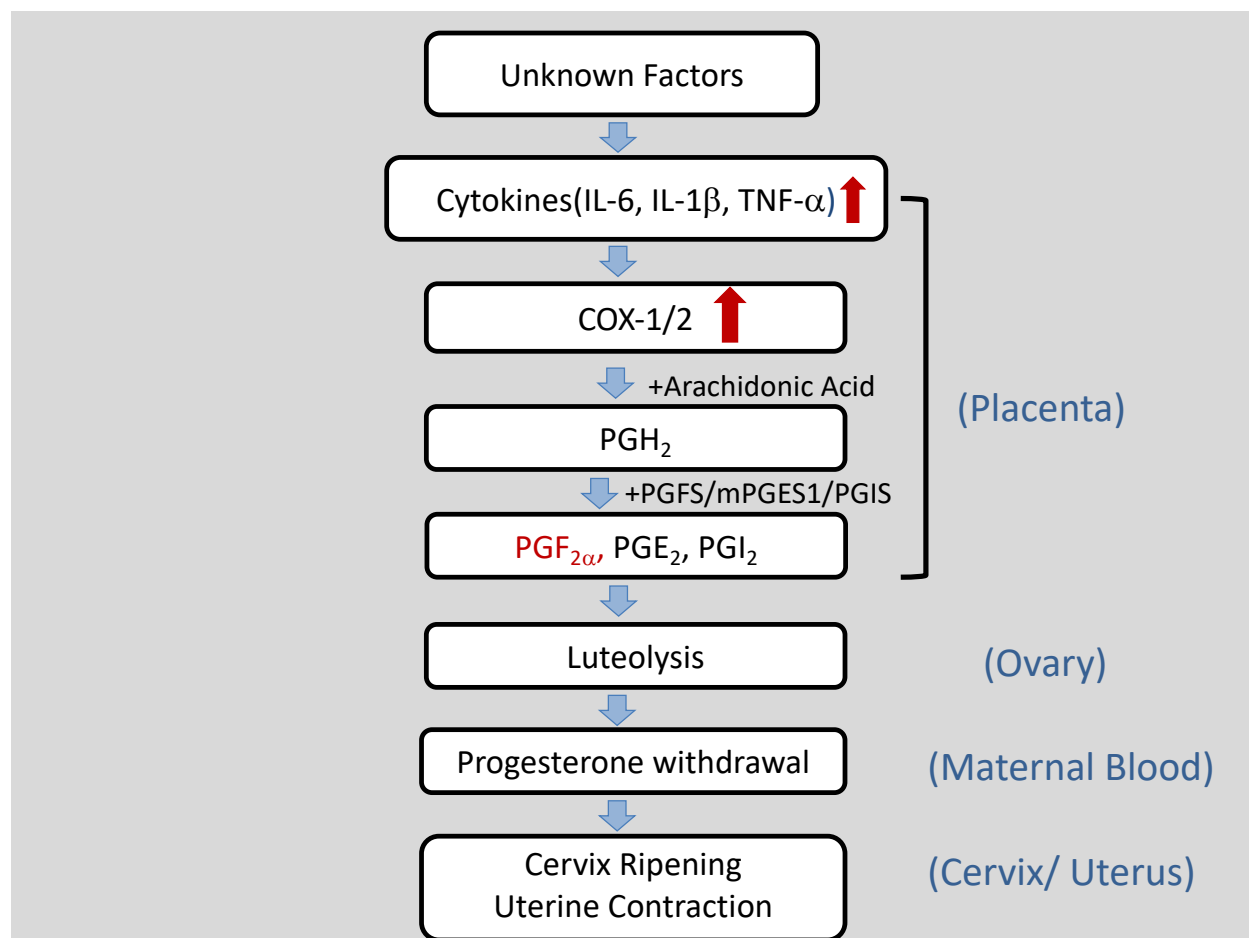 Unknown Factors
Cytokines(IL-6, IL-1β, TNF-α)
COX-1/2
+Arachidonic Acid
(Placenta)
PGH₂
+PGFS/mPGES1/PGIS
PGF₂α, PGE₂, PGI₂
Luteolysis
(Ovary)
Progesterone withdrawal
(Maternal Blood)
Cervix Ripening
Uterine Contraction
(Cervix/ Uterus)